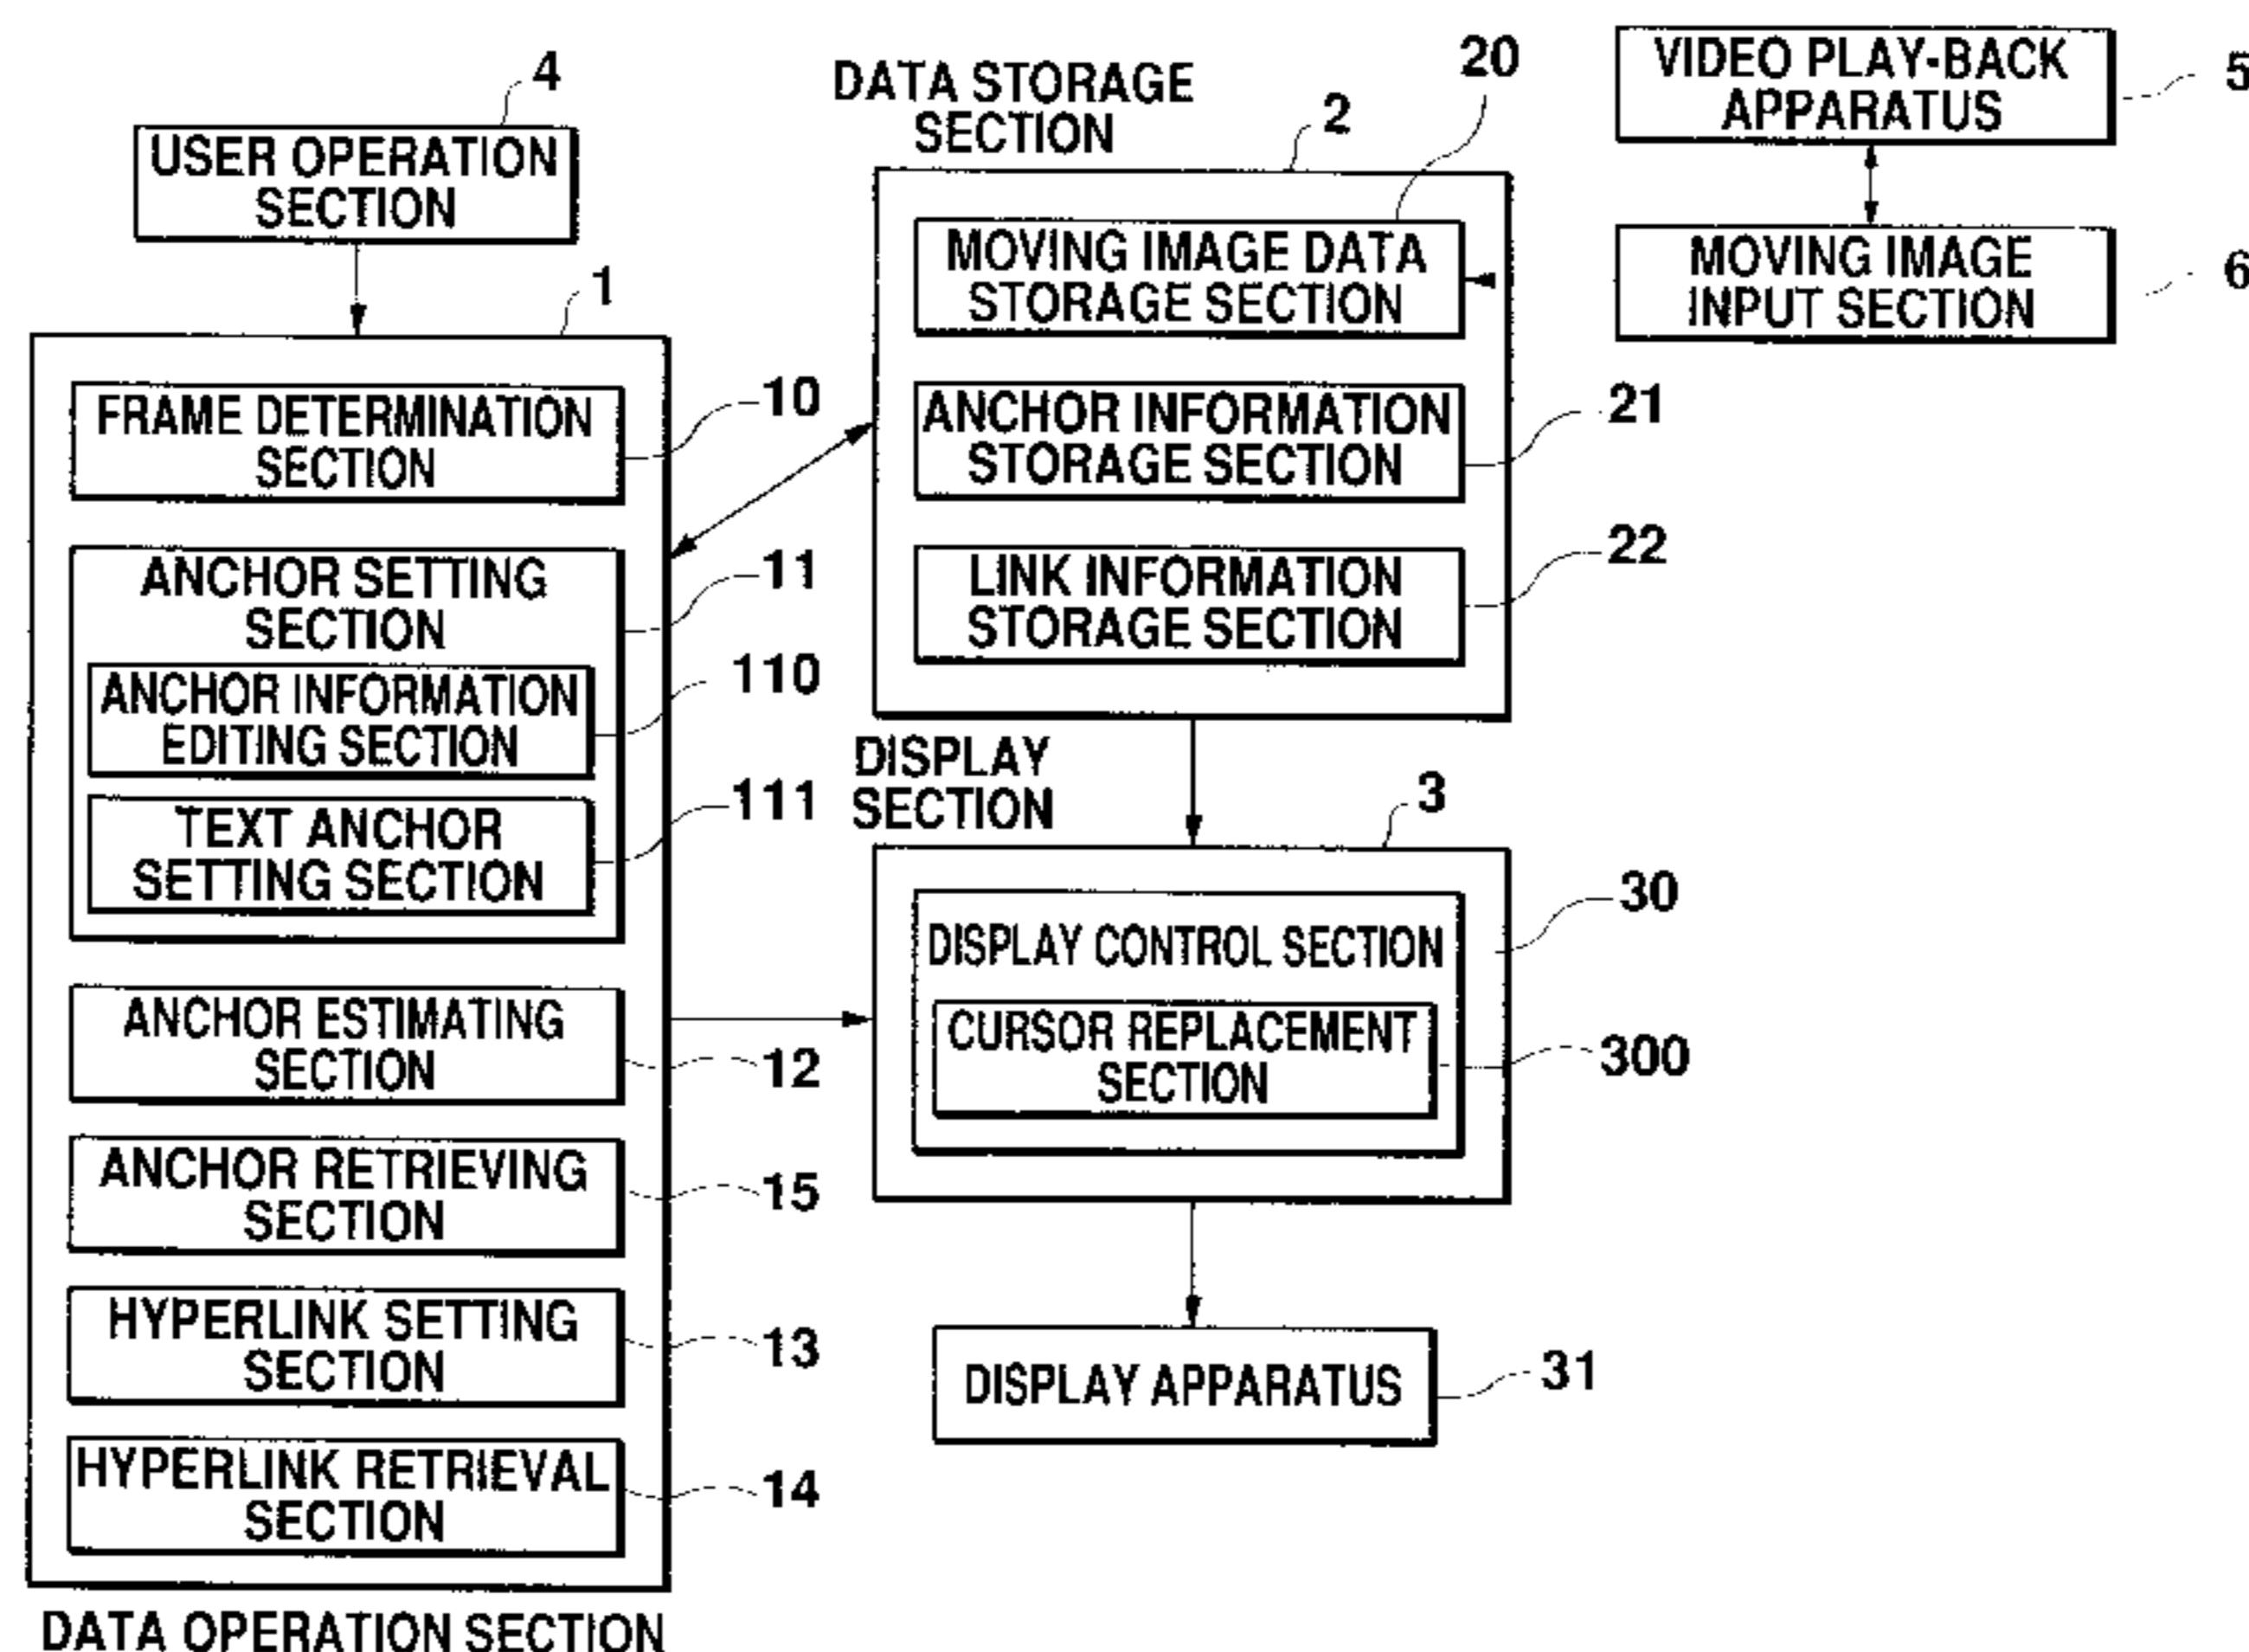 4
USER OPERATION
SECTION
1
FRAME DETERMINATION
SECTION
10
ANCHOR SETTING
SECTION
11
ANCHOR INFORMATION
EDITING SECTION
110
TEXT ANCHOR
SETTING SECTION
111
ANCHOR ESTIMATING
SECTION
12
ANCHOR RETRIEVING
SECTION
15
HYPERLINK SETTING
SECTION
13
HYPERLINK RETRIEVAL
SECTION
14
DATA OPERATION SECTION
DATA STORAGE
SECTION
2
20
MOVING IMAGE DATA
STORAGE SECTION
ANCHOR INFORMATION
STORAGE SECTION
21
LINK INFORMATION
STORAGE SECTION
22
DISPLAY
SECTION
3
DISPLAY CONTROL SECTION
30
CURSOR REPLACEMENT
SECTION
300
DISPLAY APPARATUS
31
VIDEO PLAY-BACK
APPARATUS
5
MOVING IMAGE
INPUT SECTION
6